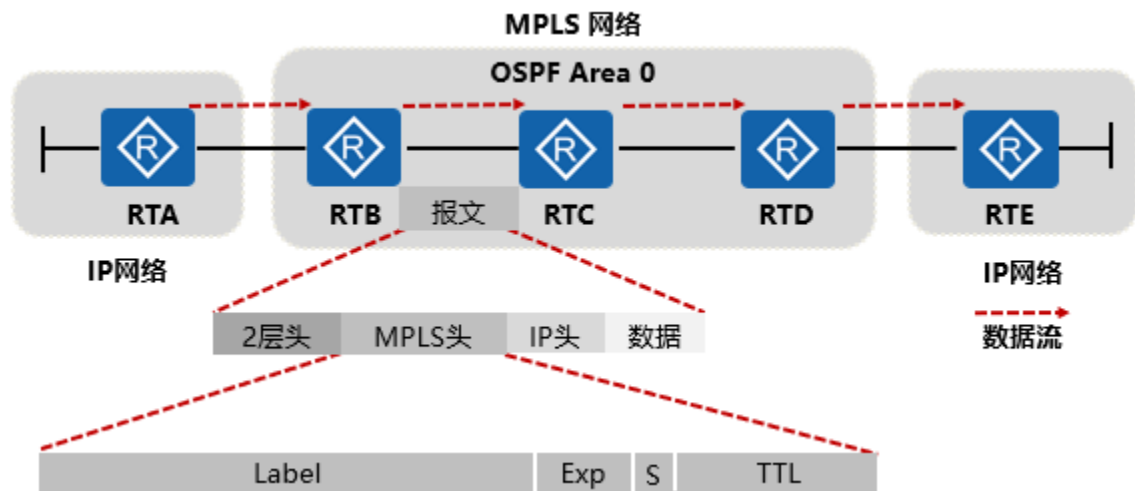 MPLS 网络
OSPF Area 0
R R R R R
RTA RTB 报文 RTC RTD RTE
IP网络 IP网络
2层头 MPLS头 IP头 数据 数据流
Label Exp S TTL